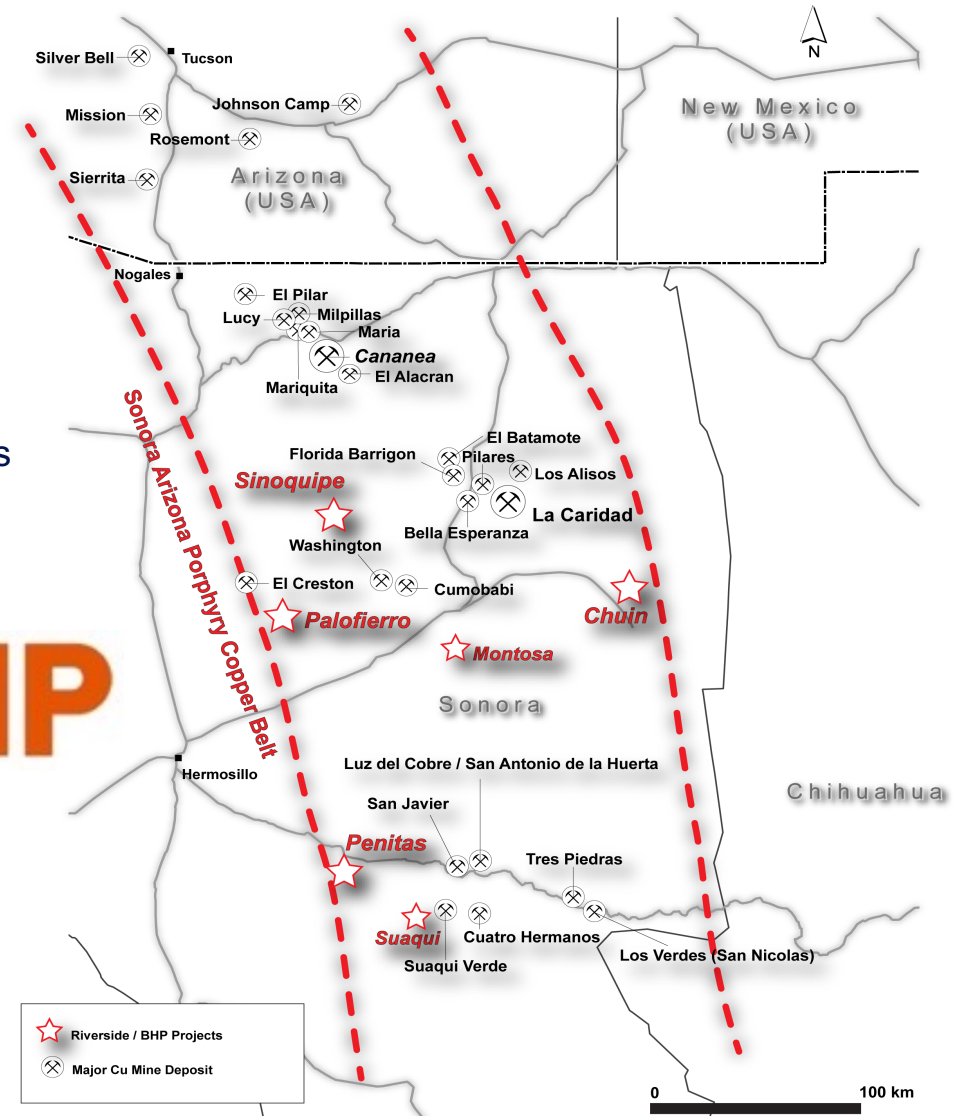 Silver Bell
Tucson
N
Mission
Johnson Camp
New Mexico
(USA)
Rosemont
Sierrita
Arizona
(USA)
Nogales
El Pilar
Lucy
Milpillas
Maria
Cananea
El Alacran
Mariquita
Sonora Arizona Porphyry Copper Belt
s
El Batamote
Florida Barrigon
Pilares
Los Alisos
Sinoquipe
La Caridad
Bella Esperanza
Washington
El Creston
Cumobabi
Palofierro
Chuin
HP
Montosa
Sonora
Luz del Cobre / San Antonio de la Huerta
Hermosillo
Chihuahua
San Javier
Penitas
Tres Piedras
Suaqui
Cuatro Hermanos
Los Verdes (San Nicolas)
Suaqui Verde
Riverside / BHP Projects
Major Cu Mine Deposit
0 100 km